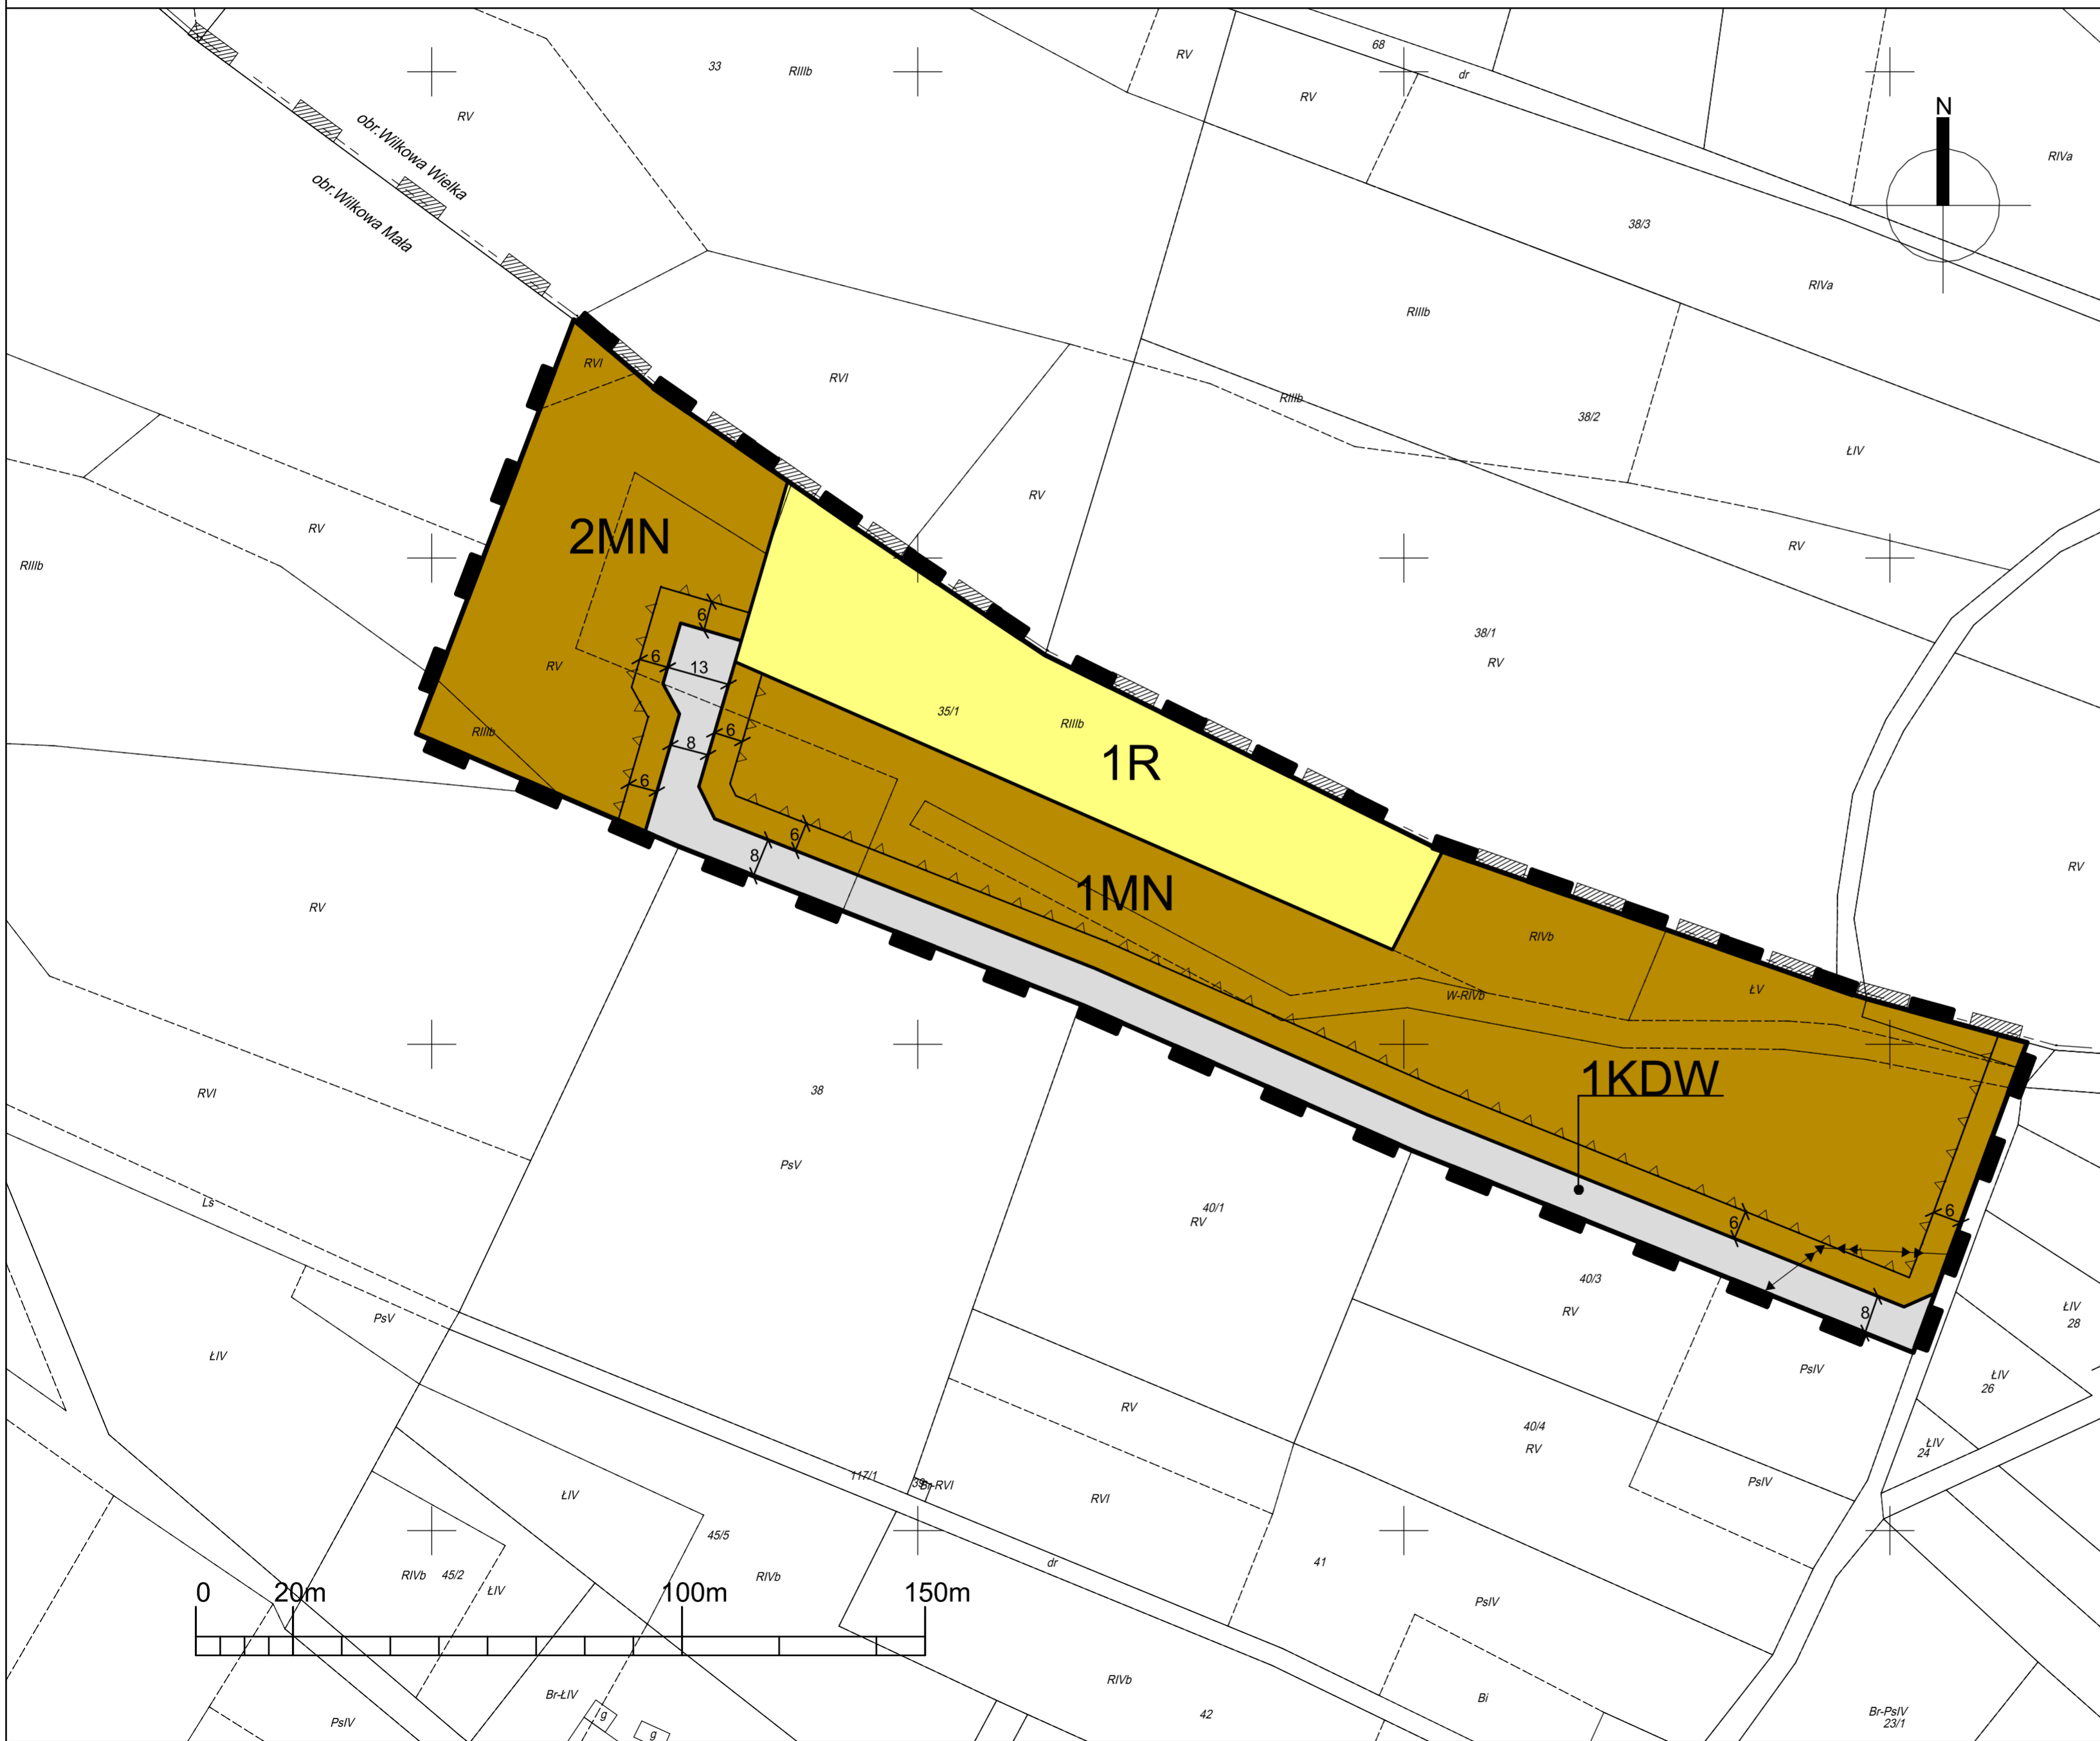 68
33
RIIIb
RV
dr
RV
N
RV
obr.Wilkowa Wielka
RIVa
obr.Wilkowa Mała
38/3
RIVa
RIIIb
RVI
RVI
RIIIb
38/2
ŁIV
RV
RV
2MN
RV
RIIIb
6
38/1
RV
6
13
RV
35/1
RIIIb
RIIIb
6
8
1R
6
6
8
RV
1MN
RV
RIVb
ŁV
W-RIVb
1KDW
38
RVI
PsV
Ls
40/1
RV
6
6
40/3
RV
8
ŁIV
28
PsV
ŁIV
PsIV
ŁIV
26
RV
40/4
RV
ŁIV
24
117/1
39
Br-RVI
PsIV
ŁIV
RVI
45/5
dr
41
RIVb
45/2
ŁIV
RIVb
0
20m
100m
150m
PsIV
RIVb
Br-ŁIV
Bi
42
g
PsIV
g
Br-PsIV
23/1